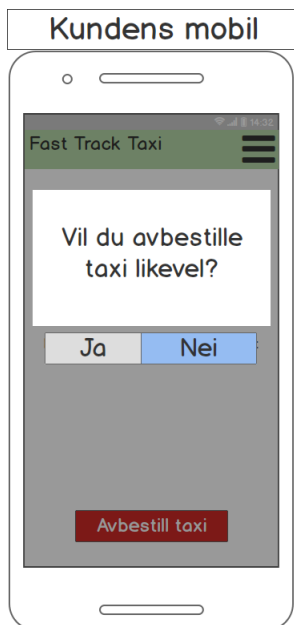 Kundens mobil
14:32
Fast Track Taxi
Vil du avbestille
taxi likevel?
Ja Nei
Avbestill taxi